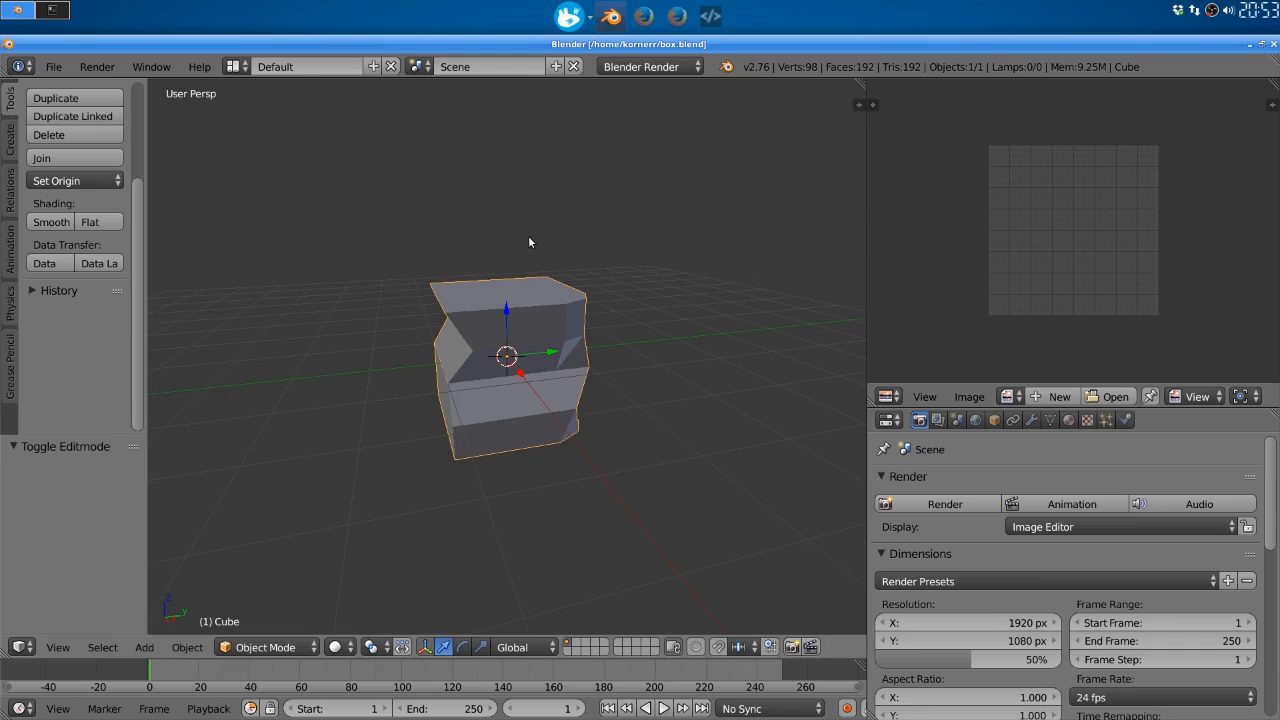 20:53
Blender [/home/kornerr/box.blend]
File Render Window Help Default Scene Blender Render v2.76 | Verts:98 | Faces:192 | Tris:192 | Objects:1/1 | Lamps:0/0 | Mem:9.25M | Cube
Tools
Create
Relations
Animation
Physics
Grease Pencil
Duplicate
Duplicate Linked
Delete
Join
Set Origin
Shading:
Smooth Flat
Data Transfer:
Data Data La
History
Toggle Editmode
User Persp
(1) Cube
View Select Add Object Object Mode Global
-40 -20 0 20 40 60 80 100 120 140 160 180 200 220 240 260
View Marker Frame Playback Start: 1 End: 250 1 No Sync
View Image New Open View
Scene
Render
Render Animation Audio
Display: Image Editor
Dimensions
Render Presets
Resolution: Frame Range:
X: 1920 px Start Frame: 1
Y: 1080 px End Frame: 250
50% Frame Step: 1
Aspect Ratio: Frame Rate:
X: 1.000 24 fps
Y: 1.000 Time Remapping: